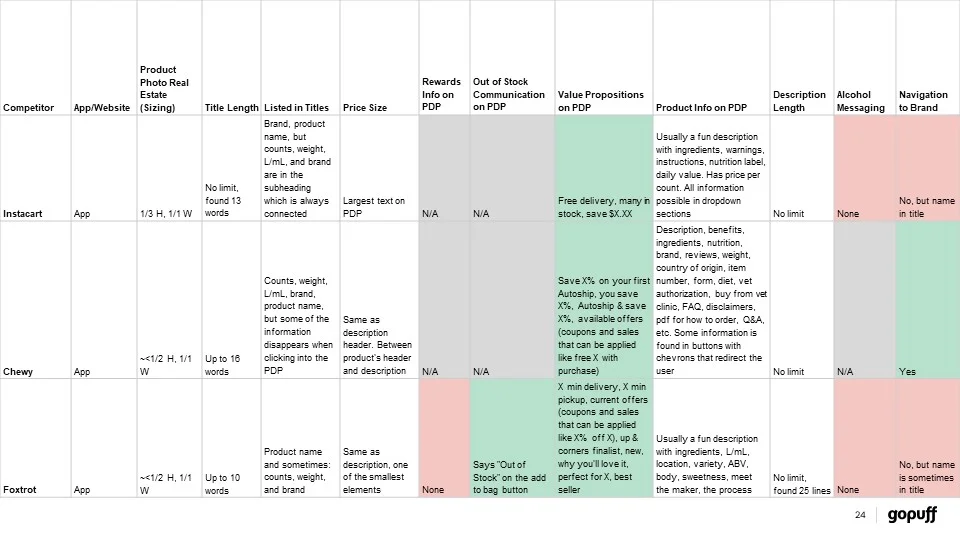 Competitor
App/Website
Product
Photo Real
Estate
(Sizing)
Title Length
Listed in Titles
Price Size
Rewards
Info on
PDP
Out of Stock
Communication
on PDP
Value Propositions
on PDP
Product Info on PDP
Description
Length
Alcohol
Messaging
Navigation
to Brand
Instacart
App
1/3 H, 1/1 W
No limit,
found 13
words
Brand, product
name, but
counts, weight,
L/mL, and brand
are in the
subheading
which is always
connected
Largest text on
PDP
N/A
N/A
Free delivery, many in
stock, save $X.XX
Usually a fun description
with ingredients, warnings,
instructions, nutrition label,
daily value. Has price per
count. All information
possible in dropdown
sections
No limit
None
No, but name
in title
Chewy
App
~<1/2 H, 1/1
W
Up to 16
words
Counts, weight,
L/mL, brand,
product name,
but some of the
information
disappears when
clicking into the
PDP
Same as
description
header. Between
product's header
and description
N/A
N/A
Save X% on your first
Autoship, you save
X%, Autoship & save
X%, available offers
(coupons and sales
that can be applied
like free X with
purchase)
Description, benefits,
ingredients, nutrition,
brand, reviews, weight,
country of origin, item
number, form, diet, vet
authorization, buy from vet
clinic, FAQ, disclaimers,
pdf for how to order, Q&A,
etc. Some information is
found in buttons with
chevrons that redirect the
user
No limit
N/A
Yes
Foxtrot
App
~<1/2 H, 1/1
W
Up to 10
words
Product name
and sometimes:
counts, weight,
and brand
Same as
description, one
of the smallest
elements
None
Says "Out of
Stock" on the add
to bag button
X min delivery, X min
pickup, current offers
(coupons and sales
that can be applied
like X% off X), up &
corners finalist, new,
why you'll love it,
perfect for X, best
seller
Usually a fun description
with ingredients, L/mL,
location, variety, ABV,
body, sweetness, meet
the maker, the process
No limit,
found 25 lines
None
No, but name
is sometimes
in title
24
gopuff